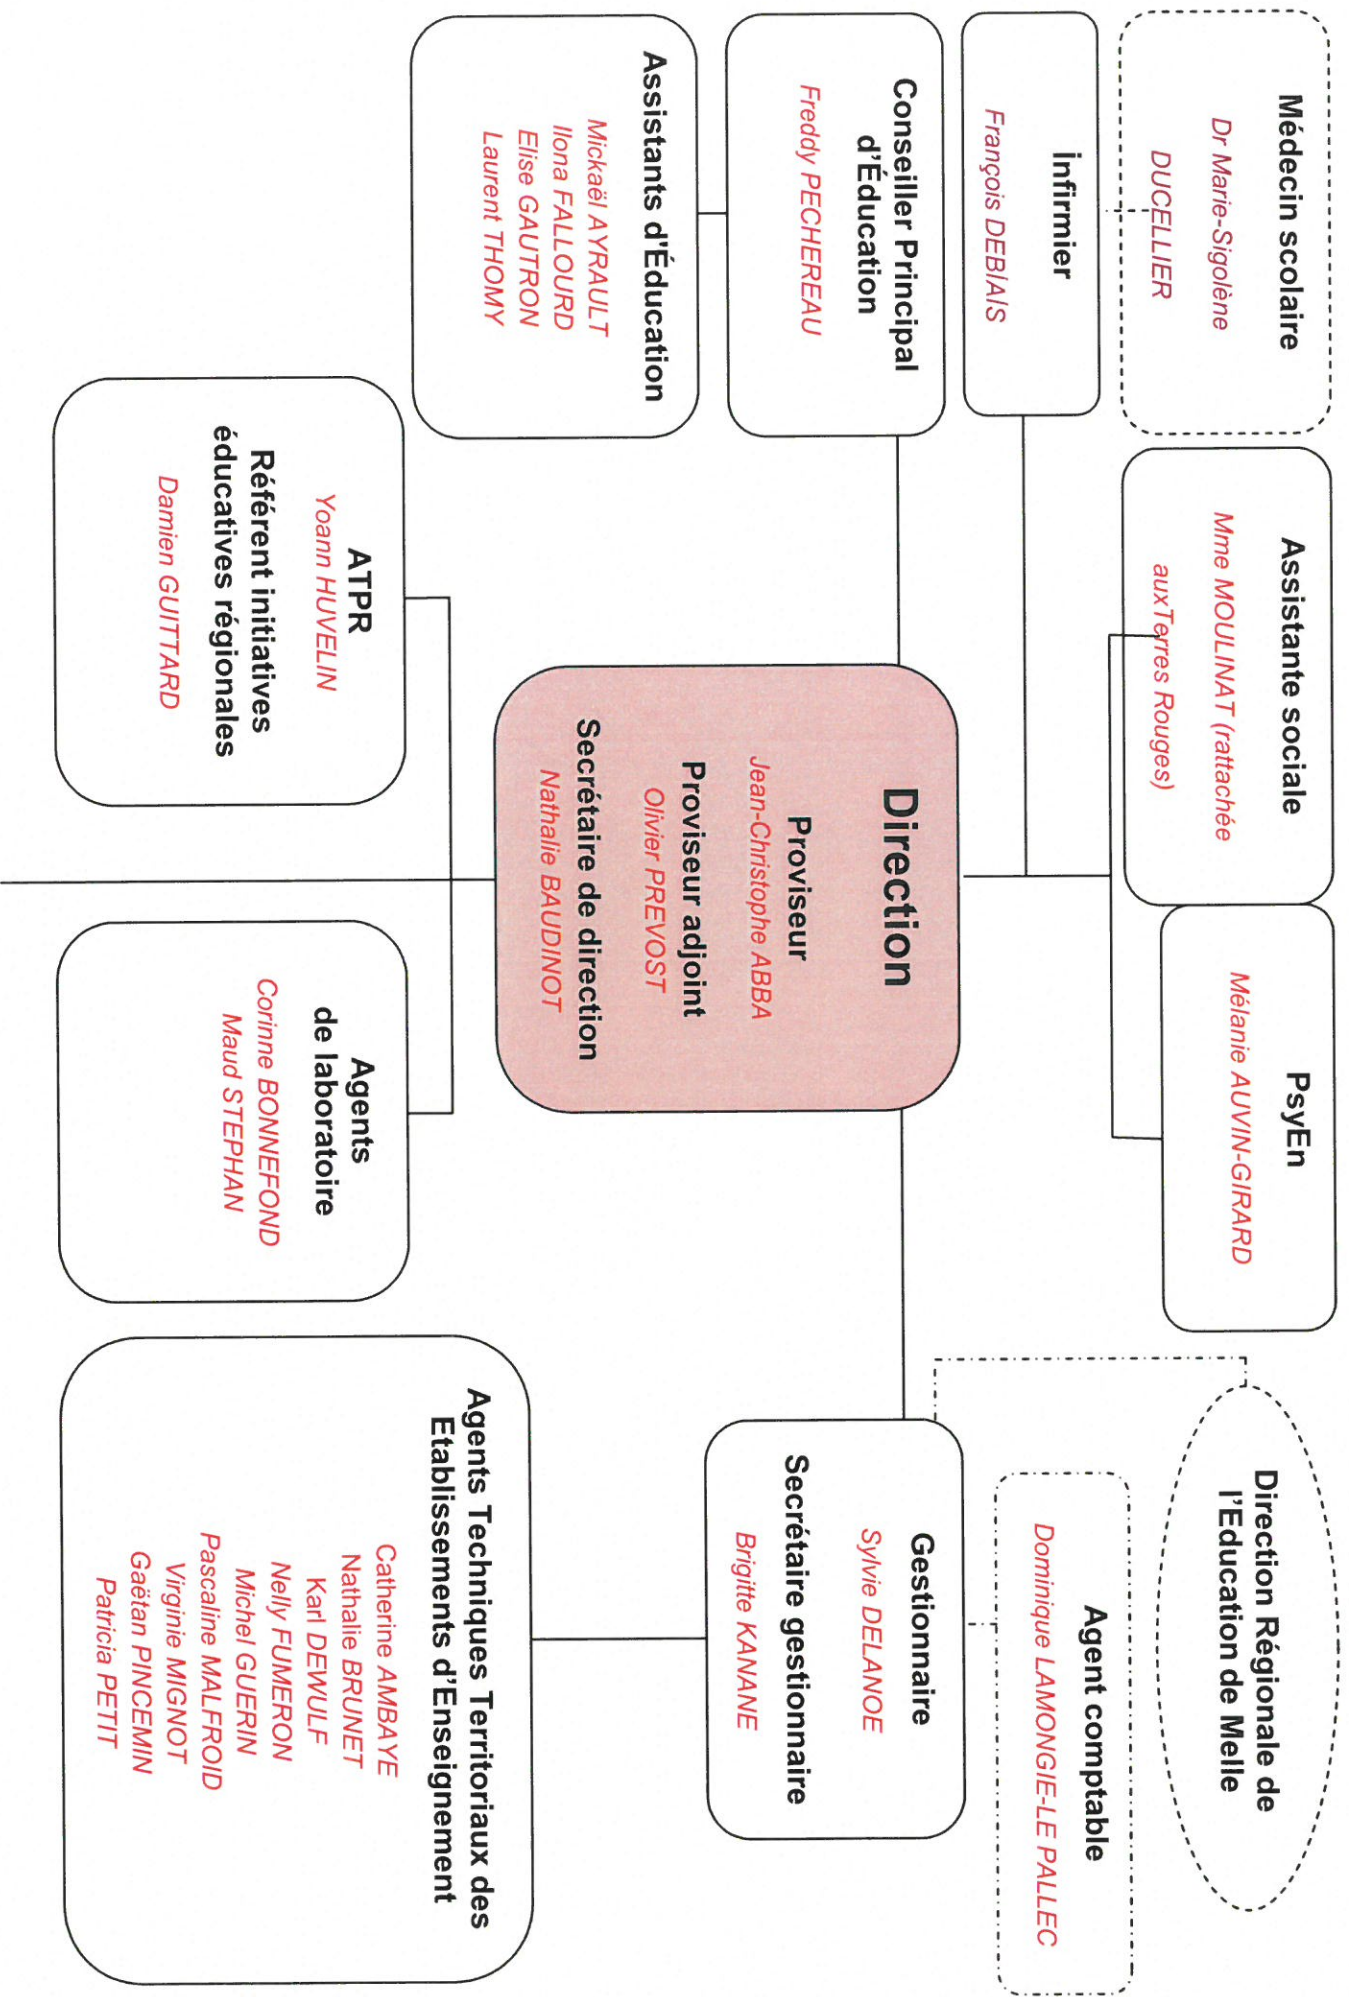 Médecin scolaire
Dr Marie-Sigolène
DUCELLIER
Assistante sociale
Mme MOULINAT (rattachée
auxTerres Rouges)
PsyEn
Mélanie AUVIN-GIRARD
Direction Régionale de
l'Education de Melle
Infirmier
François DEBIAIS
Agent comptable
Dominique LAMONGIE-LE PALLEC
Conseiller Principal
d'Éducation
Freddy PECHEREAU
Direction
Proviseur
Jean-Christophe ABBA
Proviseur adjoint
Olivier PREVOST
Secrétaire de direction
Nathalie BAUDINOT
Gestionnaire
Sylvie DELANOE
Secrétaire gestionnaire
Brigitte KANANE
Assistants d'Éducation
Mickaël AYRAULT
Ilona FALLOURD
Elise GAUTRON
Laurent THOMY
ATPR
Yoann HUVELIN
Référent initiatives
éducatives régionales
Damien GUITTARD
Agents
de laboratoire
Corinne BONNEFOND
Maud STEPHAN
Agents Techniques Territoriaux des
Etablissements d'Enseignement
Catherine AMBAYE
Nathalie BRUNET
Karl DEWULF
Nelly FUMERON
Michel GUERIN
Pascaline MALFROID
Virginie MIGNOT
Gaëtan PINCEMIN
Patricia PETIT